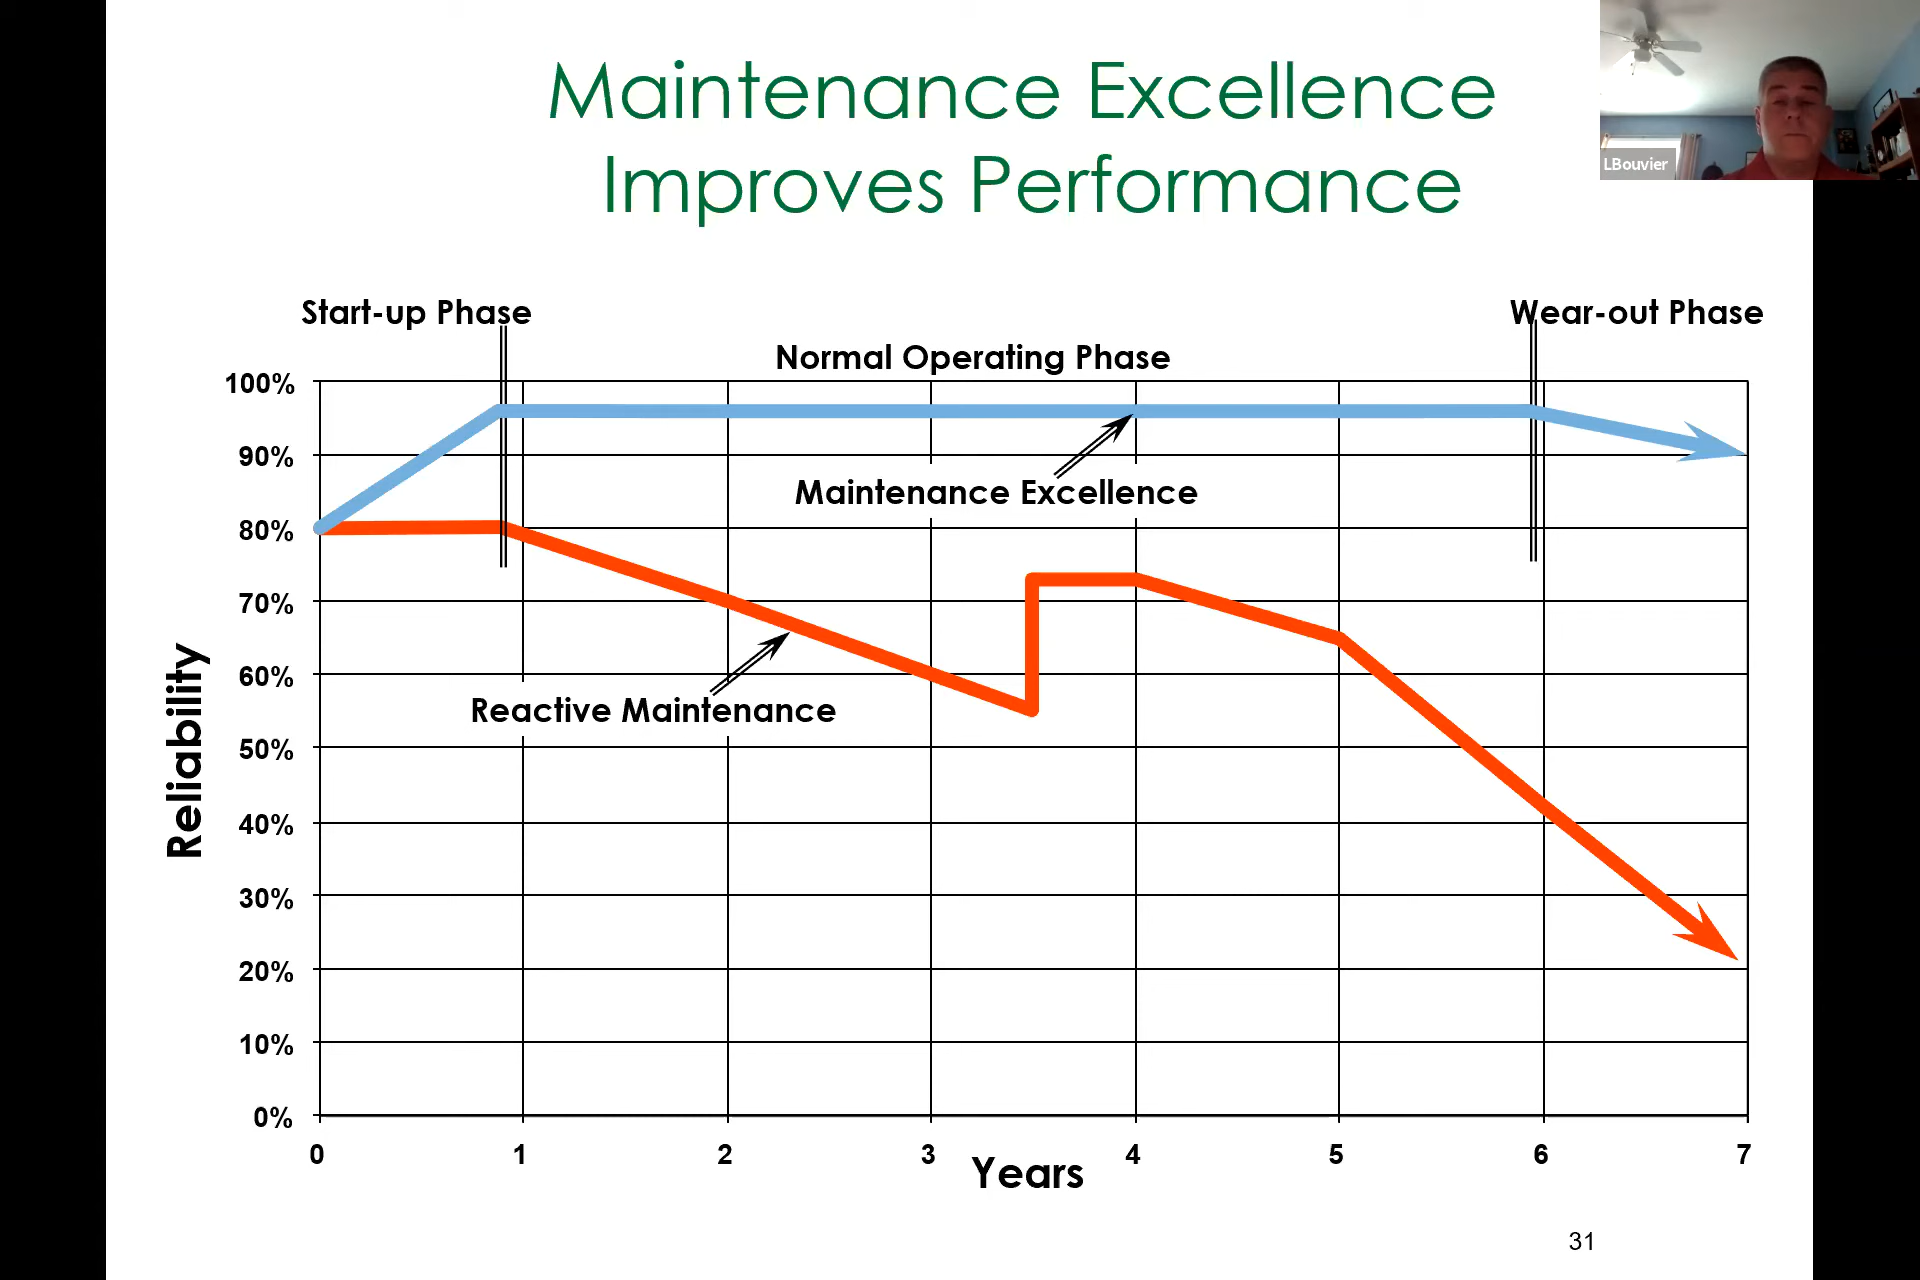 Maintenance Excellence
Improves Performance
LBouvier
Start-up Phase
Wear-out Phase
Normal Operating Phase
100%
90%
Maintenance Excellence
80%
70%
60%
Reactive Maintenance
50%
40%
30%
20%
10%
0%
Reliability
0 1 2 3 4 5 6 7
Years
31